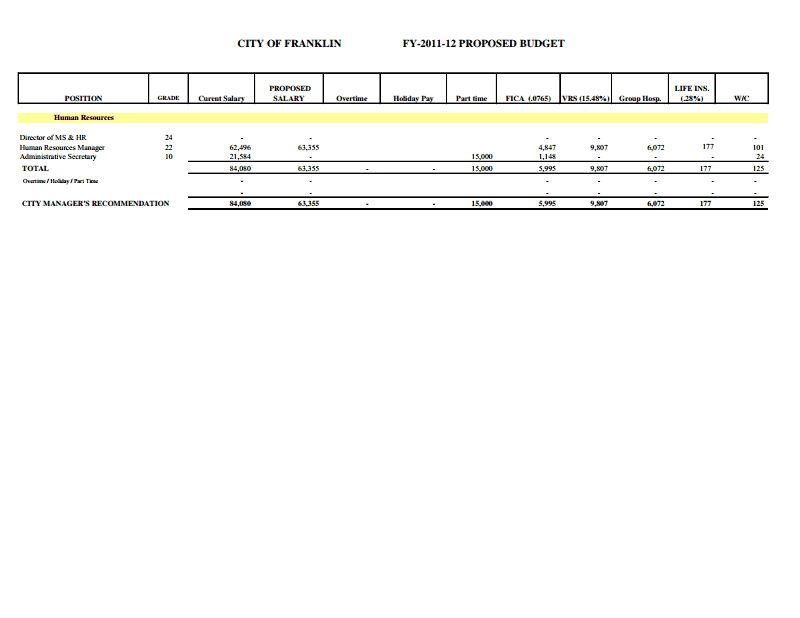 CITY OF FRANKLIN FY-2011-12 PROPOSED BUDGET
POSITION GRADE Curent Salary PROPOSED SALARY Overtime Holiday Pay Part time FICA (.0765) VRS (15.48%) Group Hosp. LIFE INS. (.28%) W/C
Human Resources
Director of MS & HR 24 - - - - - - -
Human Resources Manager 22 62,496 63,355 4,847 9,807 6,072 177 101
Administrative Secretary 10 21,584 - 15,000 1,148 - - - 24
TOTAL 84,080 63,355 - - 15,000 5,995 9,807 6,072 177 125
Overtime / Holiday / Part Time - - - - - - -
- - - - - - -
CITY MANAGER'S RECOMMENDATION 84,080 63,355 - - 15,000 5,995 9,807 6,072 177 125